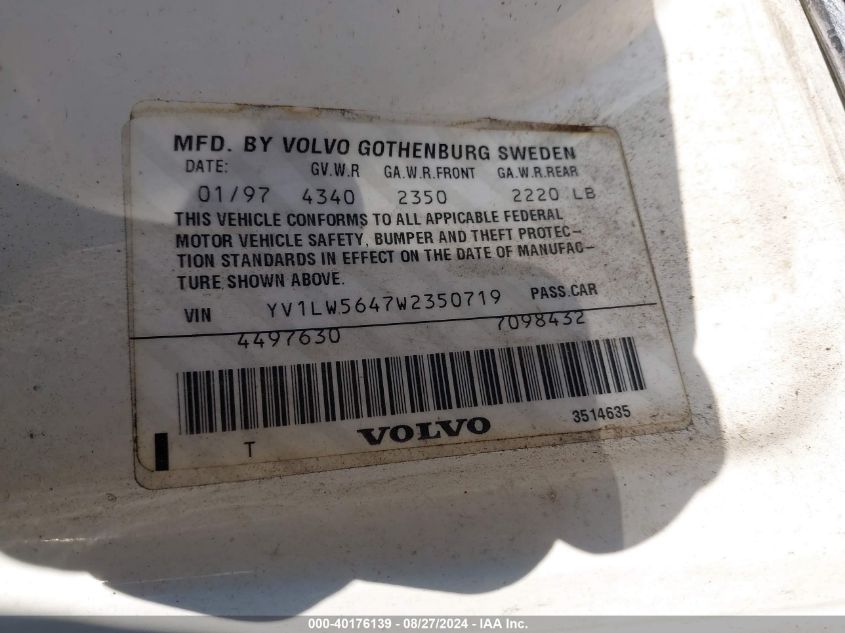 MFD. BY VOLVO GOTHENBURG SWEDEN
DATE: GV.W.R GA.W.R.FRONT GA.W.R.REAR
01/97 4340 2350 2220 LB
THIS VEHICLE CONFORMS TO ALL APPICABLE FEDERAL
MOTOR VEHICLE SAFETY, BUMPER AND THEFT PROTEC-
TION STANDARDS IN EFFECT ON THE DATE OF MANUFAC-
TURE SHOWN ABOVE.
VIN YV1LW5647W2350719 PASS.CAR
4497630 7098432
T VOLVO 3514635
000-40176139 - 08/27/2024 - IAA Inc.